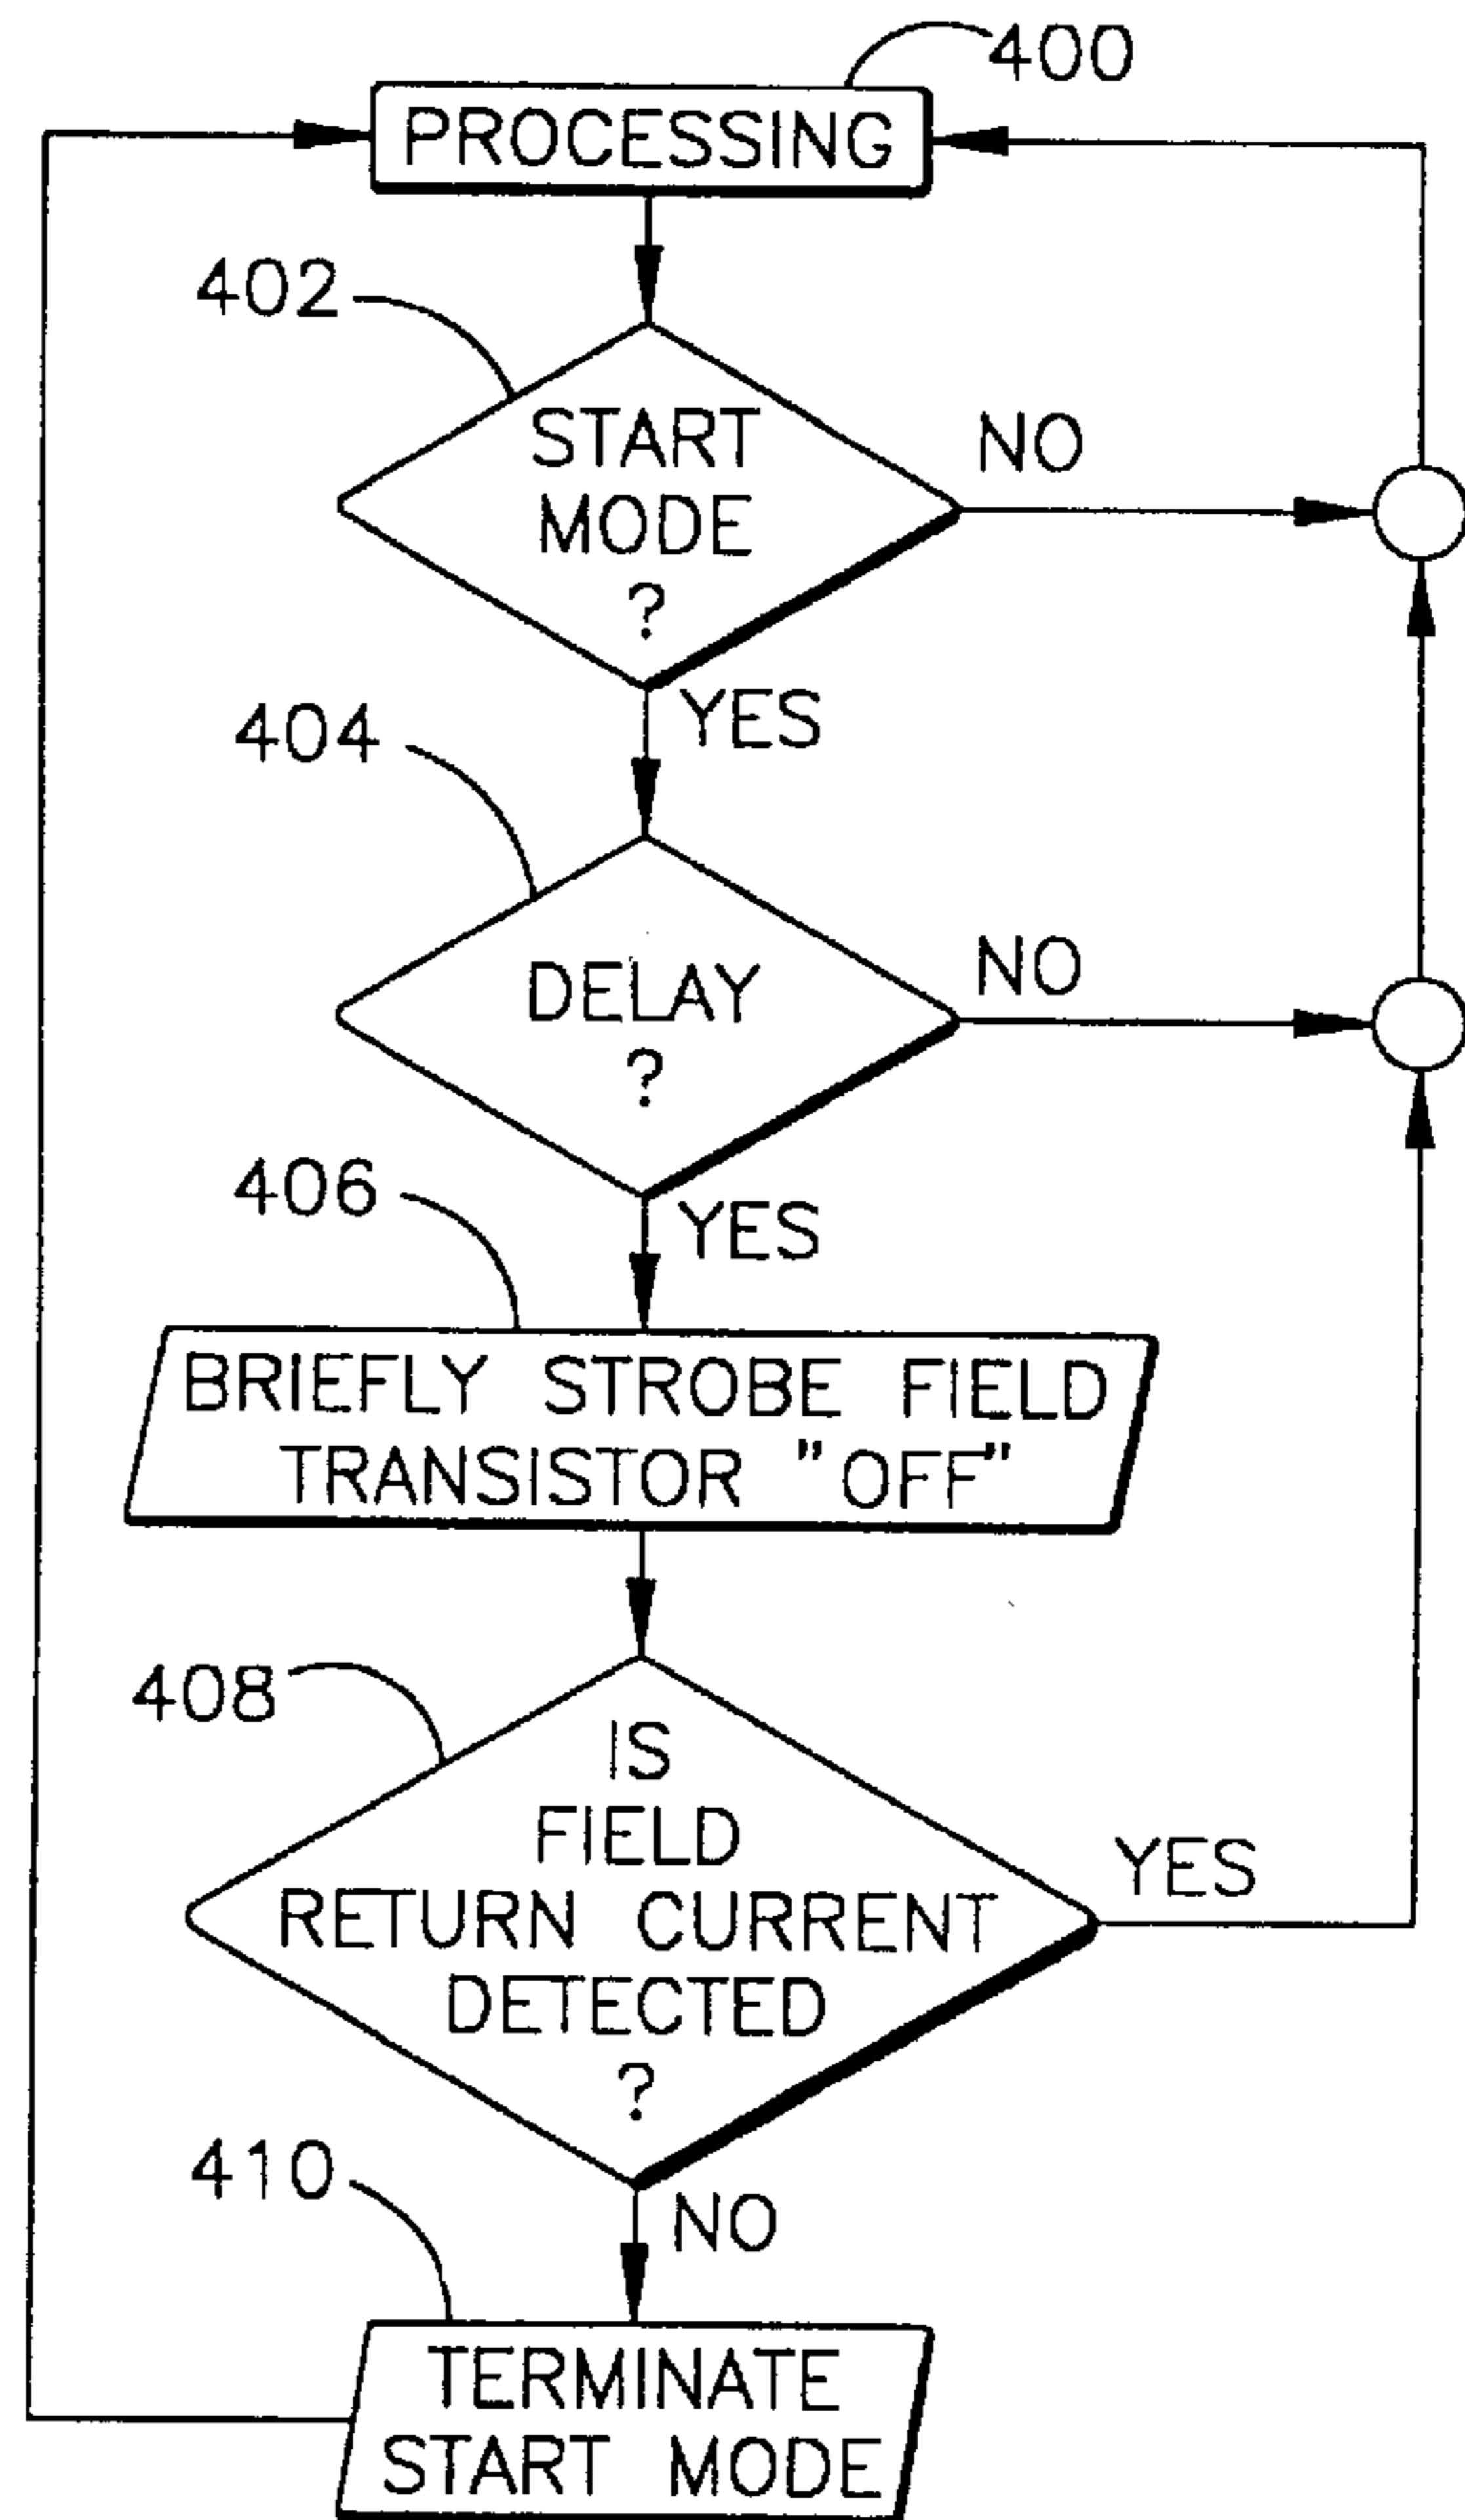 400
PROCESSING
402
START
MODE
?
NO
YES
404
DELAY
?
NO
YES
406
BRIEFLY STROBE FIELD
TRANSISTOR "OFF"
408
IS
FIELD
RETURN CURRENT
DETECTED
?
YES
NO
410
TERMINATE
START MODE